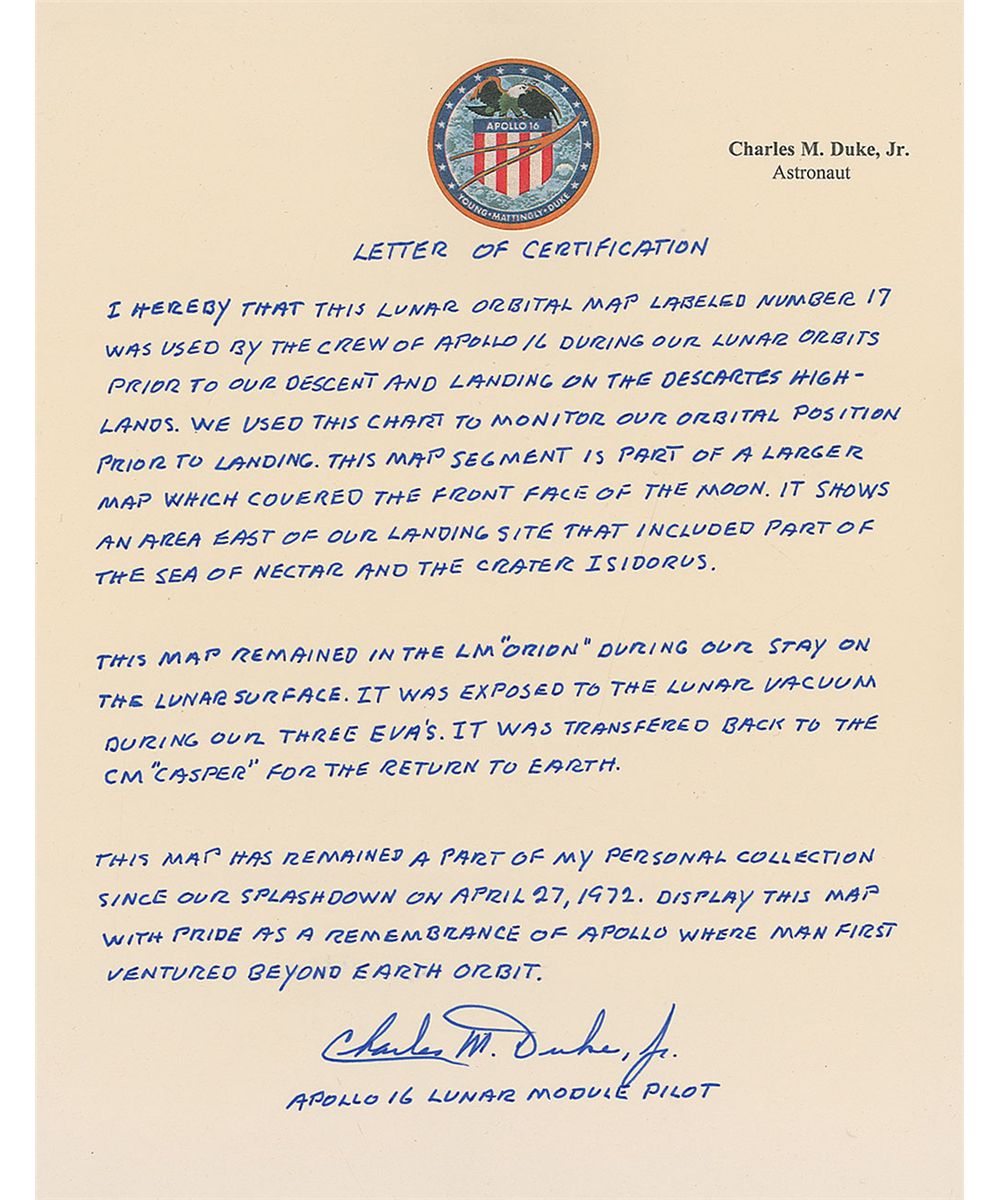 APOLLO 16
YOUNG • MATTINGLY • DUKE
Charles M. Duke, Jr.
Astronaut
LETTER OF CERTIFICATION
I HEREBY THAT THIS LUNAR ORBITAL MAP LABELED NUMBER 17
WAS USED BY THE CREW OF APOLLO 16 DURING OUR LUNAR ORBITS
PRIOR TO OUR DESCENT AND LANDING ON THE DESCARTES HIGH-
LANDS. WE USED THIS CHART TO MONITOR OUR ORBITAL POSITION
PRIOR TO LANDING. THIS MAP SEGMENT IS PART OF A LARGER
MAP WHICH COVERED THE FRONT FACE OF THE MOON. IT SHOWS
AN AREA EAST OF OUR LANDING SITE THAT INCLUDED PART OF
THE SEA OF NECTAR AND THE CRATER ISIDORUS.
THIS MAP REMAINED IN THE LM "ORION" DURING OUR STAY ON
THE LUNAR SURFACE. IT WAS EXPOSED TO THE LUNAR VACUUM
DURING OUR THREE EVA'S. IT WAS TRANSFERED BACK TO THE
CM "CASPER" FOR THE RETURN TO EARTH.
THIS MAP HAS REMAINED A PART OF MY PERSONAL COLLECTION
SINCE OUR SPLASHDOWN ON APRIL 27, 1972. DISPLAY THIS MAP
WITH PRIDE AS A REMEMBRANCE OF APOLLO WHERE MAN FIRST
VENTURED BEYOND EARTH ORBIT.
Charles M. Duke, Jr.
APOLLO 16 LUNAR MODULE PILOT